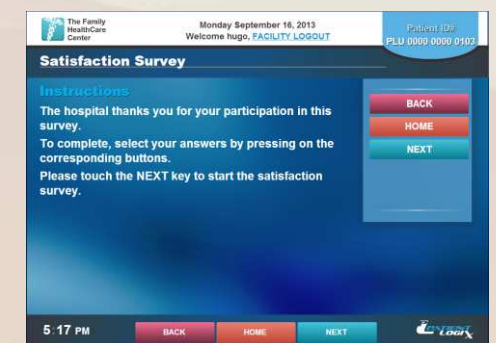 The Family
HealthCare
Center
Monday September 16, 2013
Welcome hugo, FACILITY LOGOUT
Patient ID#
PLU 0000 0000 0103
Satisfaction Survey
Instructions
The hospital thanks you for your participation in this
survey.
To complete, select your answers by pressing on the
corresponding buttons.
Please touch the NEXT key to start the satisfaction
survey.
BACK
HOME
NEXT
5:17 PM
BACK
HOME
NEXT